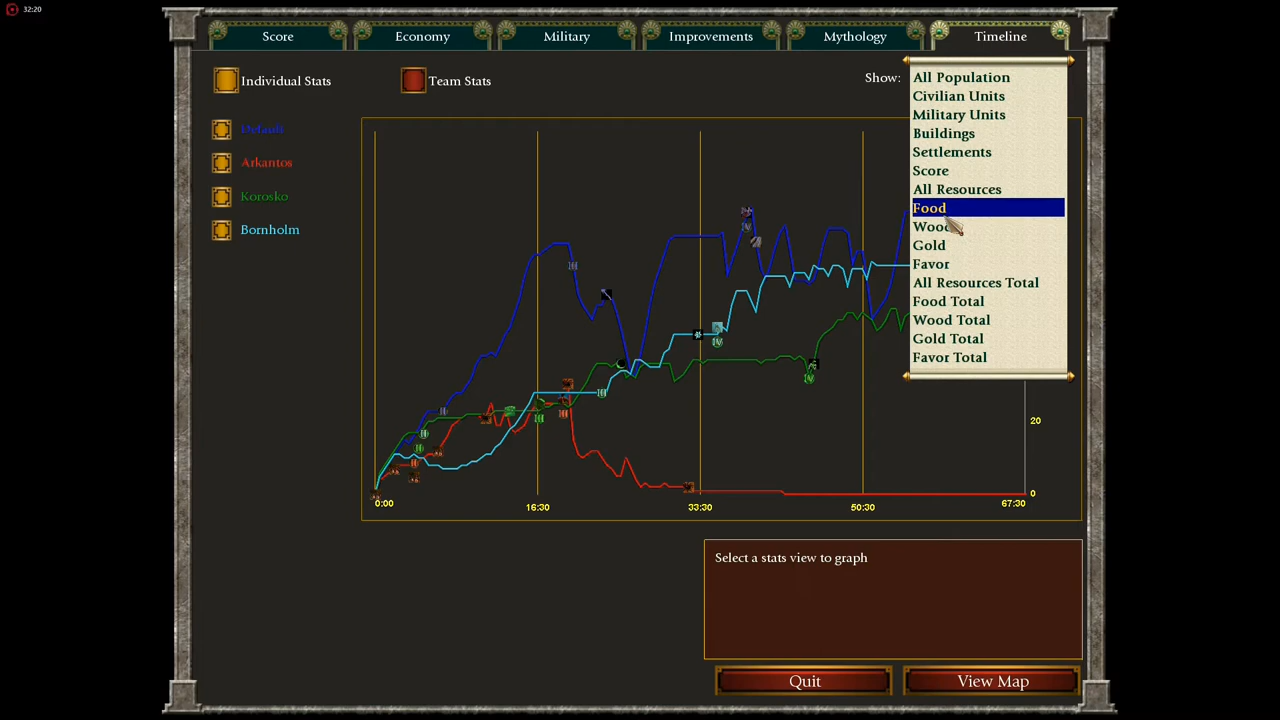 32:20
Score
Economy
Military
Improvements
Mythology
Timeline
Individual Stats
Team Stats
Show:
All Population
Civilian Units
Military Units
Buildings
Settlements
Score
All Resources
Food
Wood
Gold
Favor
All Resources Total
Food Total
Wood Total
Gold Total
Favor Total
Default
Arkantos
Korosko
Bornholm
20
0
0:00
16:30
33:30
50:30
67:30
Select a stats view to graph
Quit
View Map